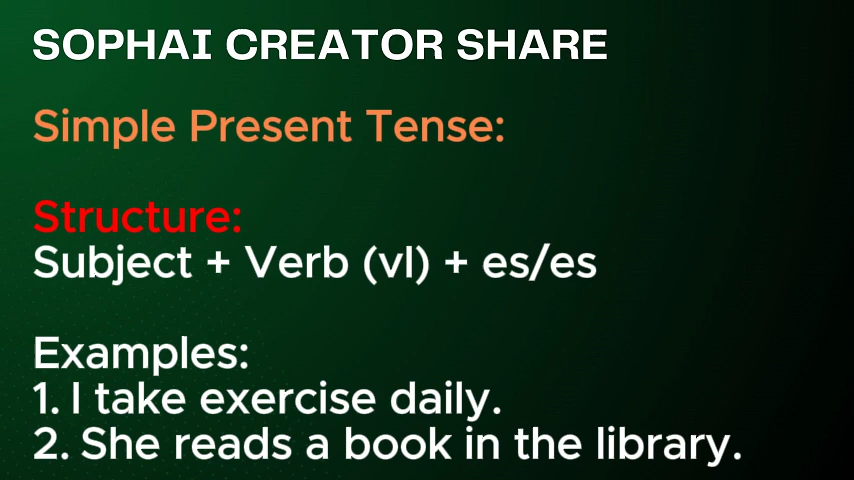 SOPHAI CREATOR SHARE
Simple Present Tense:
Structure:
Subject + Verb (vl) + es/es
Examples:
1. I take exercise daily.
2. She reads a book in the library.